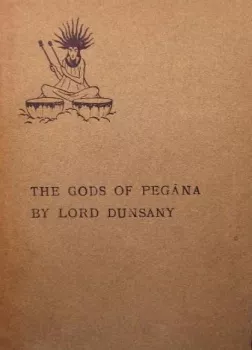 THE GODS OF PEGĀNA
BY LORD DUNSANY